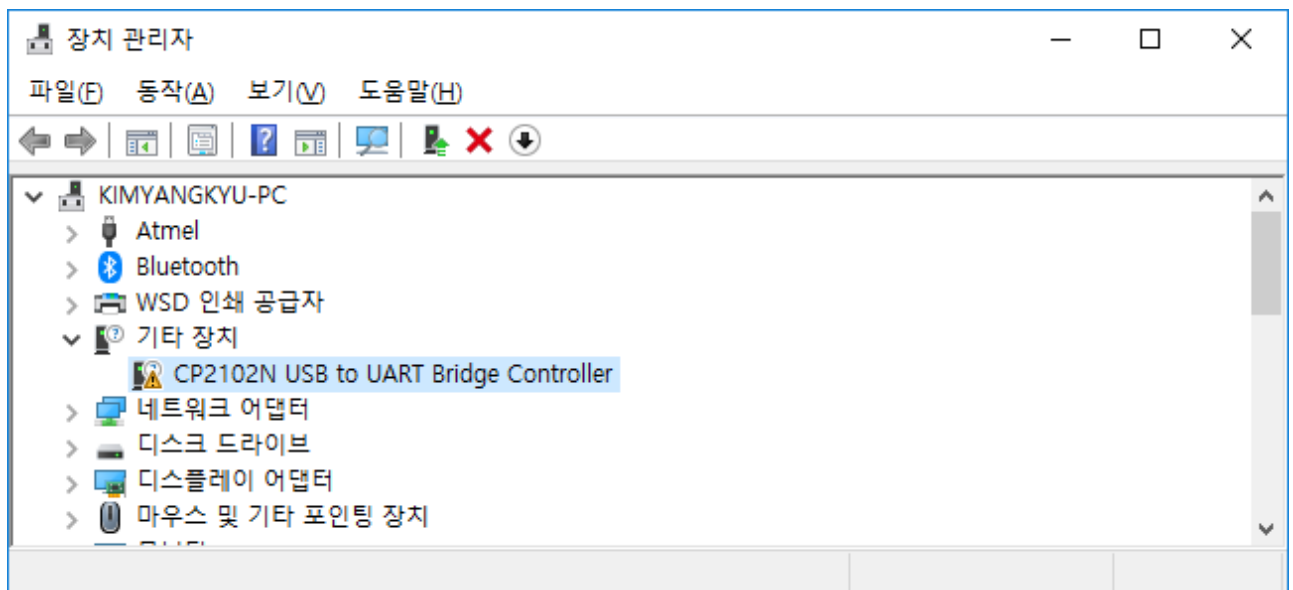 장치 관리자
파일(F) 동작(A) 보기(V) 도움말(H)
KIMYANGKYU-PC
Atmel
Bluetooth
WSD 인쇄 공급자
기타 장치
CP2102N USB to UART Bridge Controller
네트워크 어댑터
디스크 드라이브
디스플레이 어댑터
마우스 및 기타 포인팅 장치